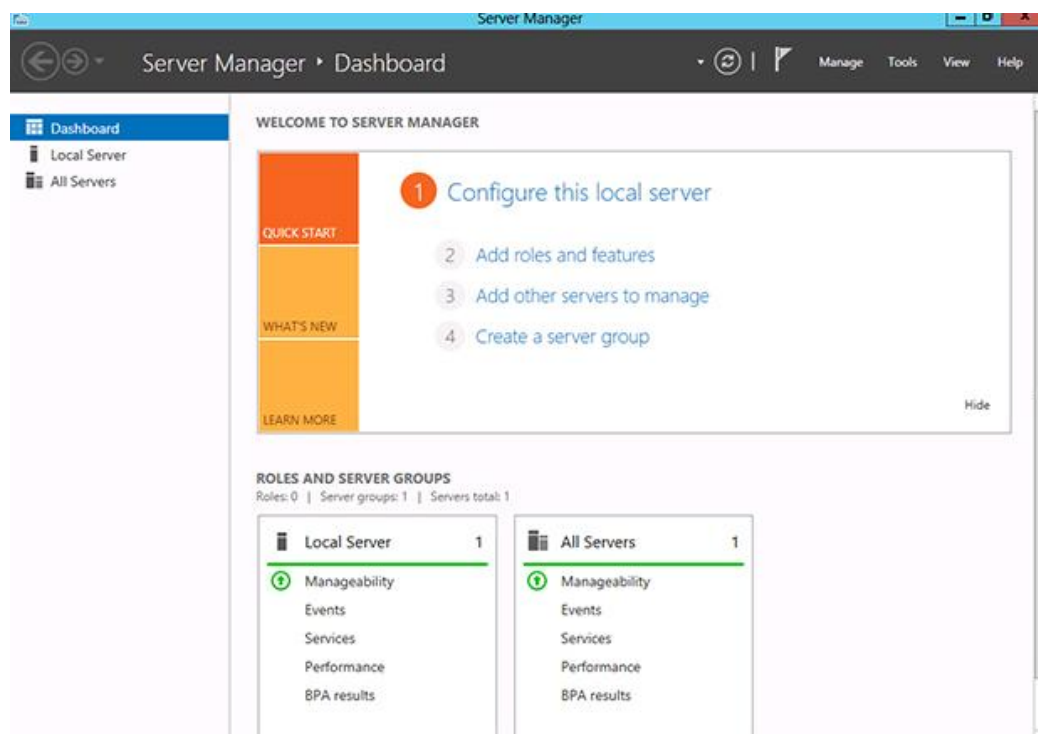 Server Manager
Server Manager • Dashboard
Manage Tools View Help
Dashboard
Local Server
All Servers
WELCOME TO SERVER MANAGER
QUICK START
WHAT'S NEW
LEARN MORE
1 Configure this local server
2 Add roles and features
3 Add other servers to manage
4 Create a server group
Hide
ROLES AND SERVER GROUPS
Roles: 0 | Server groups: 1 | Servers total: 1
Local Server 1
Manageability
Events
Services
Performance
BPA results
All Servers 1
Manageability
Events
Services
Performance
BPA results